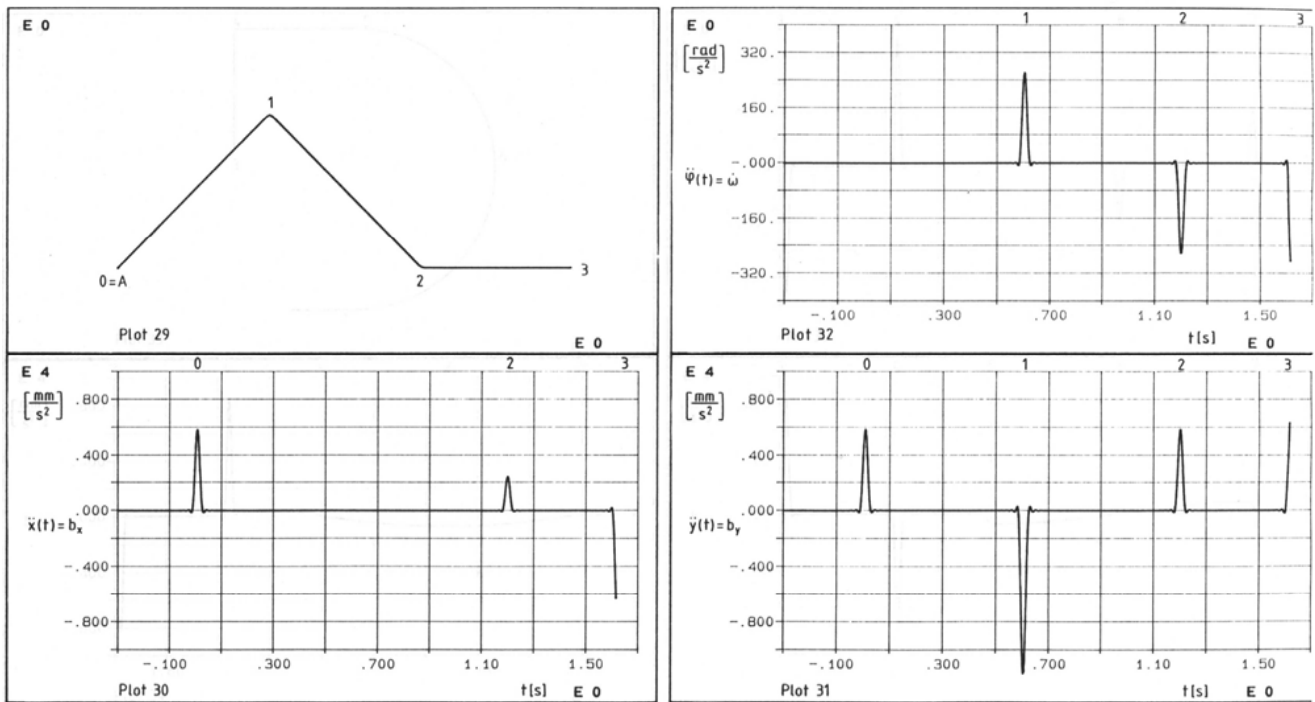 E 0
1
0=A
2
3
Plot 29
E 0
E 0
1 2 3
[rad/s²]
320.
160.
-.000
φ̈(t)=ω̇
-160.
-320.
-.100 .300 .700 1.10 1.50
Plot 32
t[s]
E 0
E 4
0 2 3
[mm/s²]
.800
.400
.000
ẍ(t)=bₓ
-.400
-.800
-.100 .300 .700 1.10 1.50
Plot 30
t[s]
E 0
E 4
0 1 2 3
[mm/s²]
.800
.400
.000
ÿ(t)=bᵧ
-.400
-.800
-.100 .300 .700 1.10 1.50
Plot 31
t[s]
E 0